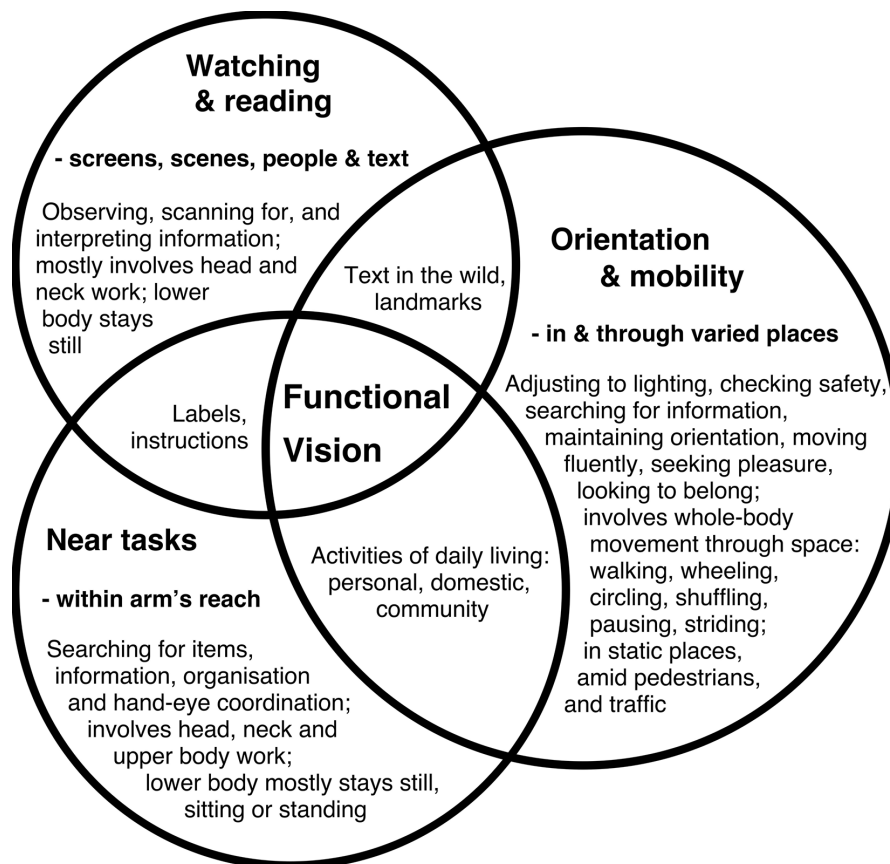 Watching
& reading
- screens, scenes, people & text
Observing, scanning for, and
interpreting information;
mostly involves head and
neck work; lower
body stays
still
Text in the wild,
landmarks
Orientation
& mobility
- in & through varied places
Adjusting to lighting, checking safety,
searching for information,
maintaining orientation, moving
fluently, seeking pleasure,
looking to belong;
involves whole-body
movement through space:
walking, wheeling,
circling, shuffling,
pausing, striding;
in static places,
amid pedestrians,
and traffic
Labels,
instructions
Functional
Vision
Near tasks
- within arm's reach
Searching for items,
information, organisation
and hand-eye coordination;
involves head, neck and
upper body work;
lower body mostly stays still,
sitting or standing
Activities of daily living:
personal, domestic,
community